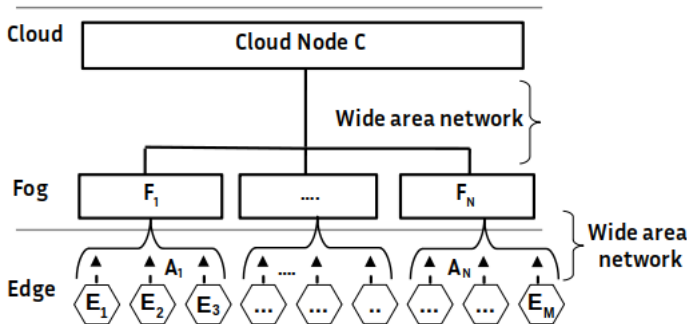 Cloud
Cloud Node C
Wide area network
Fog
F1
....
FN
Wide area
network
A1
....
AN
Edge
E1
E2
E3
...
...
..
...
...
EM